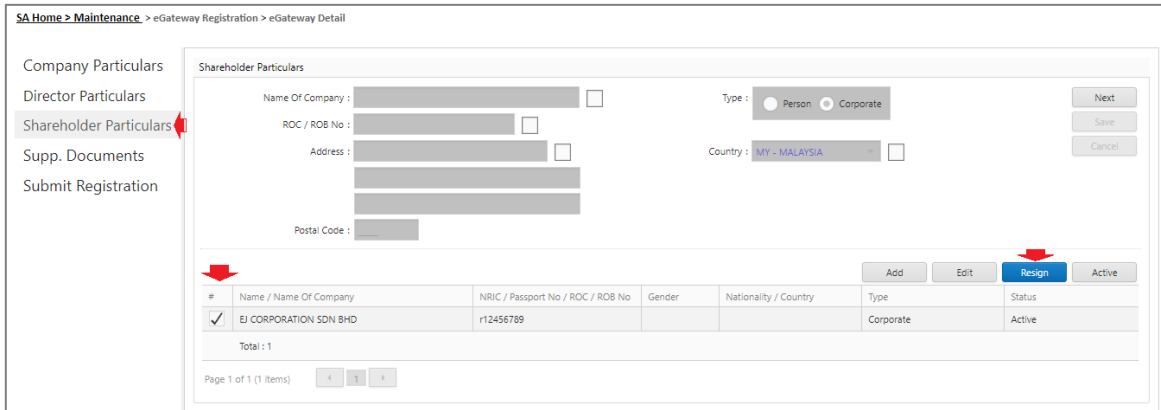 SA Home > Maintenance > eGateway Registration > eGateway Detail
Company Particulars
Director Particulars
Shareholder Particulars
Supp. Documents
Submit Registration
Shareholder Particulars
Name Of Company :
Type : Person Corporate
Next
ROC / ROB No :
Save
Address :
Country : MY - MALAYSIA
Cancel
Postal Code : ____
Add Edit Resign Active
# Name / Name Of Company NRIC / Passport No / ROC / ROB No Gender Nationality / Country Type Status
EJ CORPORATION SDN BHD r12456789 Corporate Active
Total : 1
Page 1 of 1 (1 items) 1